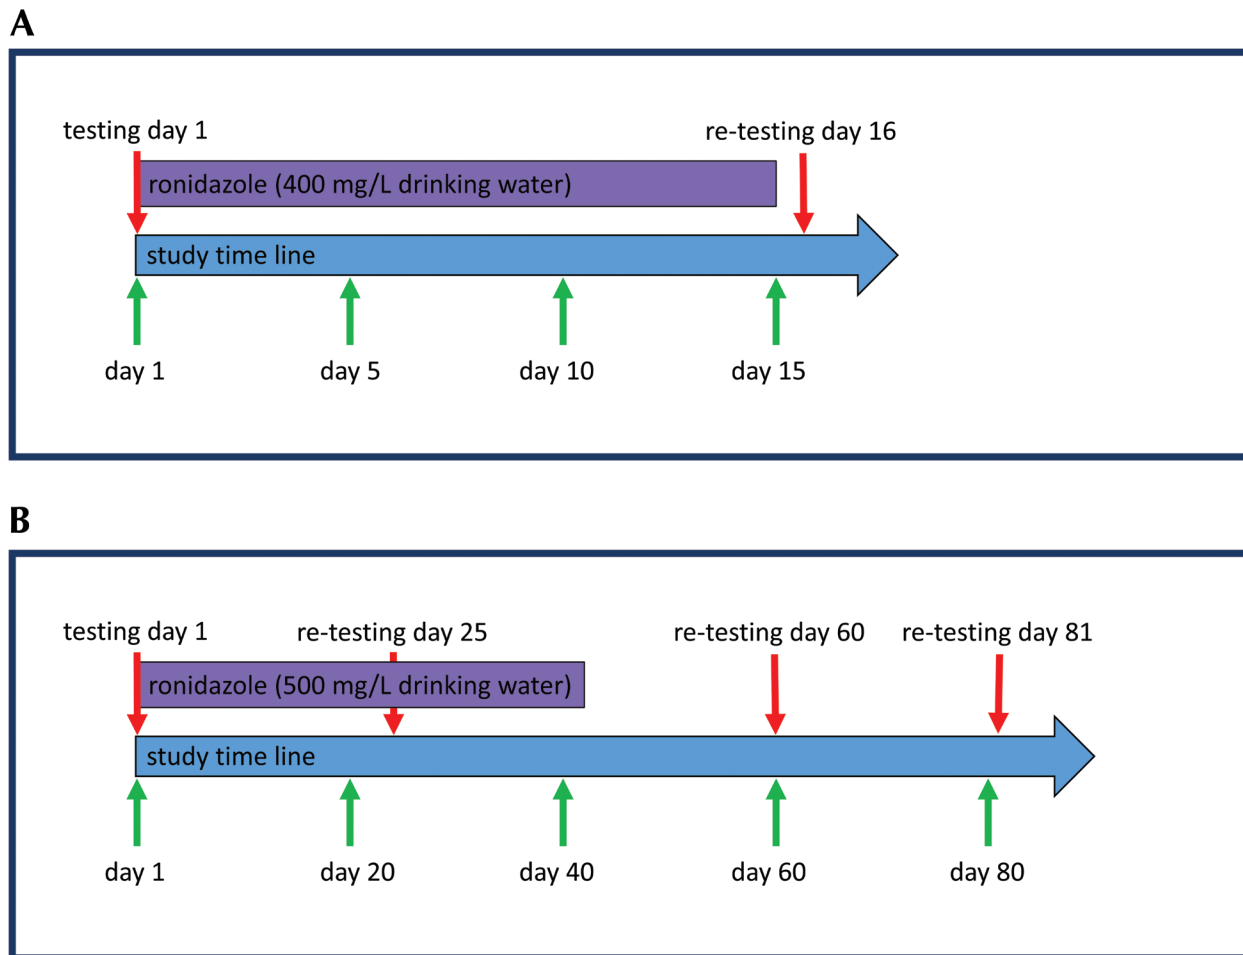 A
testing day 1
re-testing day 16
ronidazole (400 mg/L drinking water)
study time line
day 1
day 5
day 10
day 15
B
testing day 1
re-testing day 25
re-testing day 60
re-testing day 81
ronidazole (500 mg/L drinking water)
study time line
day 1
day 20
day 40
day 60
day 80